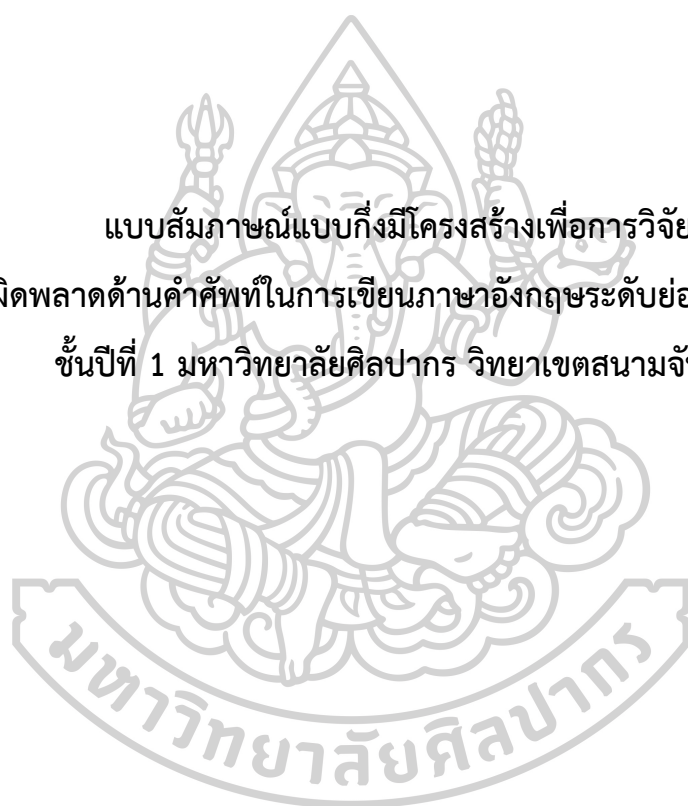 แบบสัมภาษณ์แบบกึ่งมีโครงสร้างเพื่อการวิจัย
ผิดพลาดด้านคำศัพท์ในการเขียนภาษาอังกฤษระดับย่อ
ชั้นปีที่ 1 มหาวิทยาลัยศิลปากร วิทยาเขตสนามจั
มหาวิทยาลัยศิลปากร